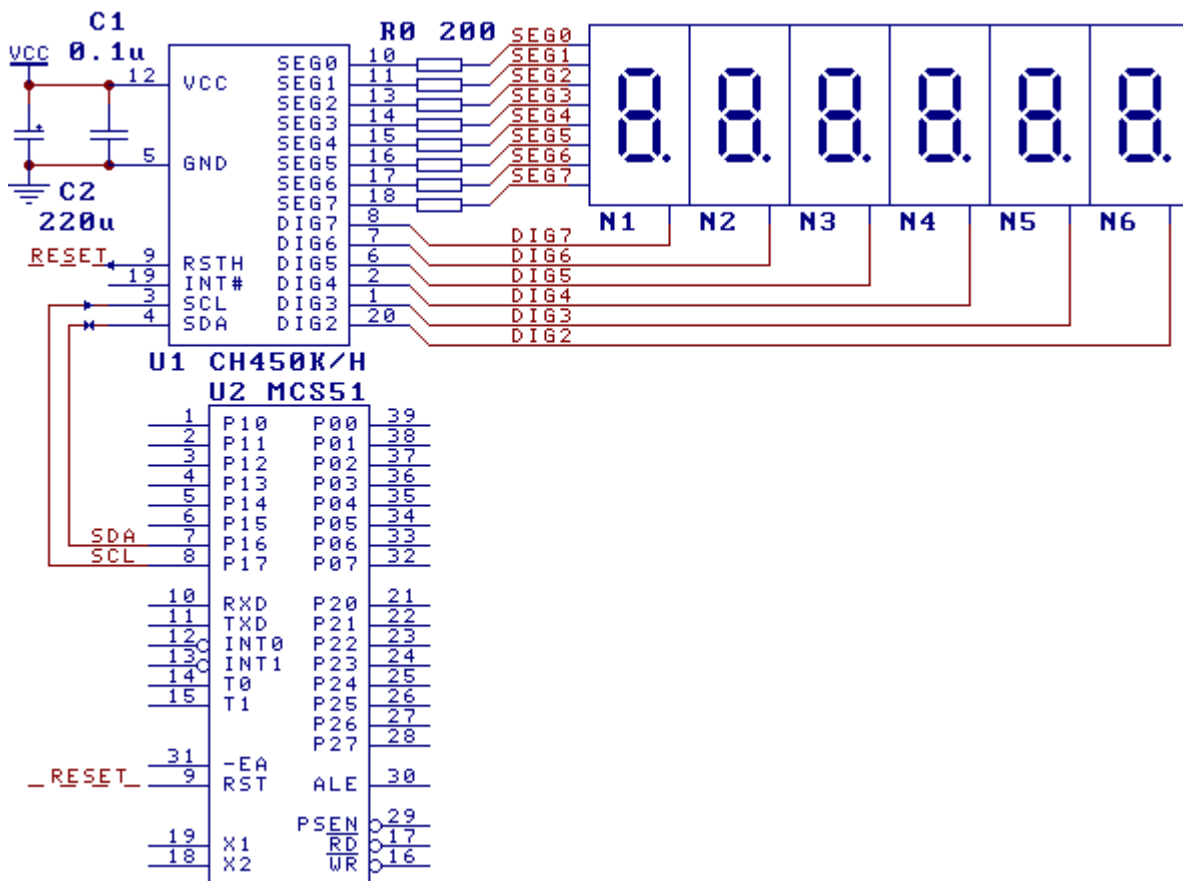 C1
VCC 0.1u
R0 200
12 VCC
5 GND
C2
220u
RESET 9 RSTH
19 INT#
3 SCL
4 SDA
SEG0 10 SEG0
SEG1 11 SEG1
SEG2 13 SEG2
SEG3 14 SEG3
SEG4 15 SEG4
SEG5 16 SEG5
SEG6 17 SEG6
SEG7 18 SEG7
DIG7 8 DIG7
DIG6 7 DIG6
DIG5 6 DIG5
DIG4 2 DIG4
DIG3 1 DIG3
DIG2 20 DIG2
N1 N2 N3 N4 N5 N6
U1 CH450K/H
U2 MCS51
1 P10 P00 39
2 P11 P01 38
3 P12 P02 37
4 P13 P03 36
5 P14 P04 35
6 P15 P05 34
SDA 7 P16 P06 33
SCL 8 P17 P07 32
10 RXD P20 21
11 TXD P21 22
12 INT0 P22 23
13 INT1 P23 24
14 T0 P24 25
15 T1 P25 26
P26 27
P27 28
31 -EA
RESET 9 RST ALE 30
PSEN 29
19 X1 RD 17
18 X2 WR 16